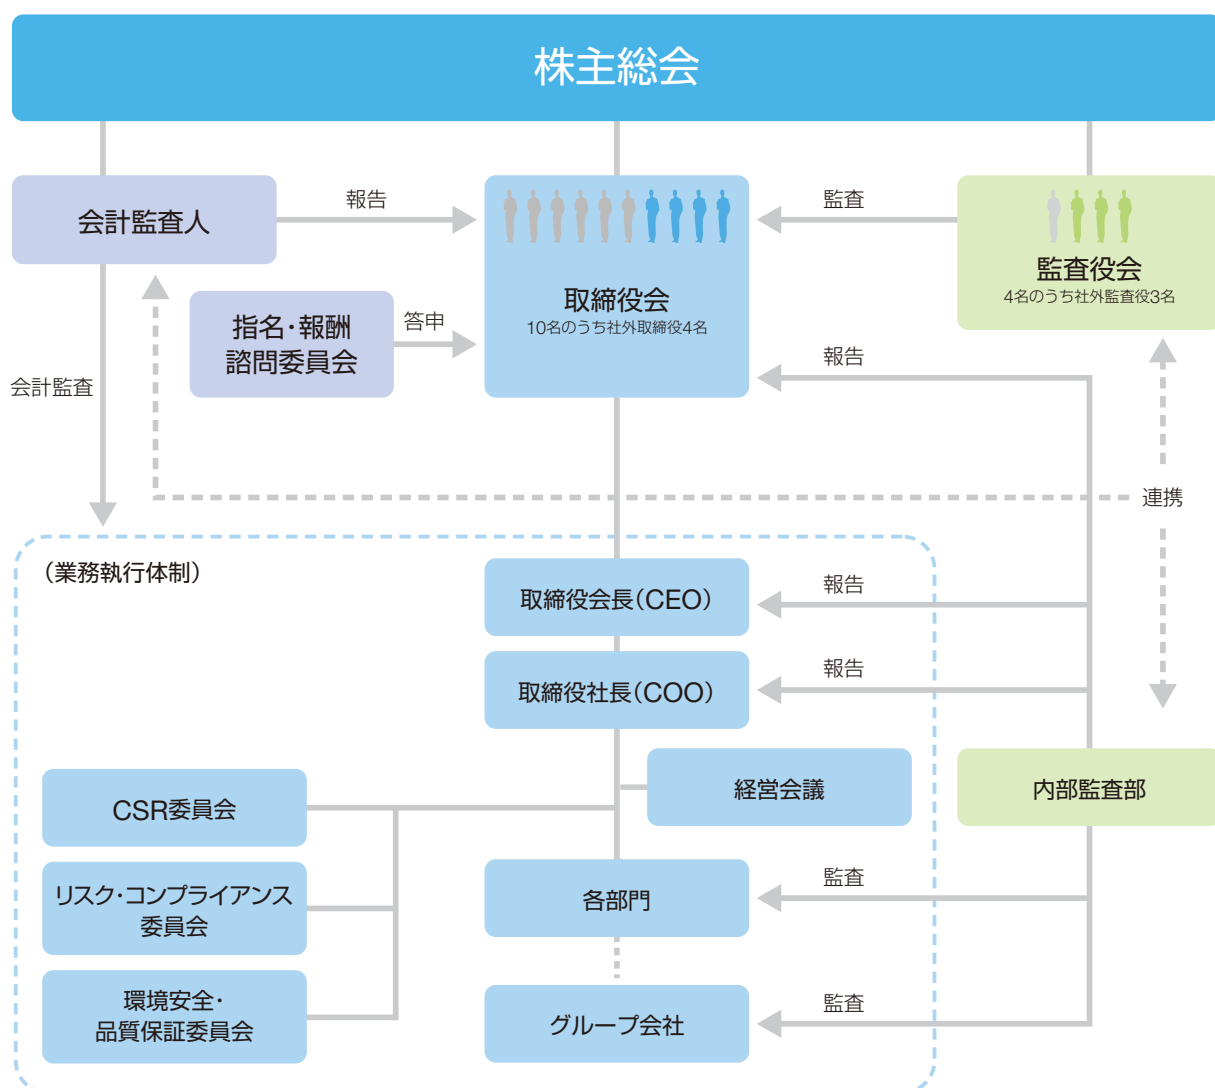 株主総会
会計監査人
報告
監査
取締役会
10名のうち社外取締役4名
監査役会
4名のうち社外監査役3名
指名・報酬
諮問委員会
答申
報告
会計監査
連携
（業務執行体制）
取締役会長（CEO）
報告
取締役社長（COO）
報告
経営会議
内部監査部
CSR委員会
リスク・コンプライアンス
委員会
各部門
監査
環境安全・
品質保証委員会
グループ会社
監査